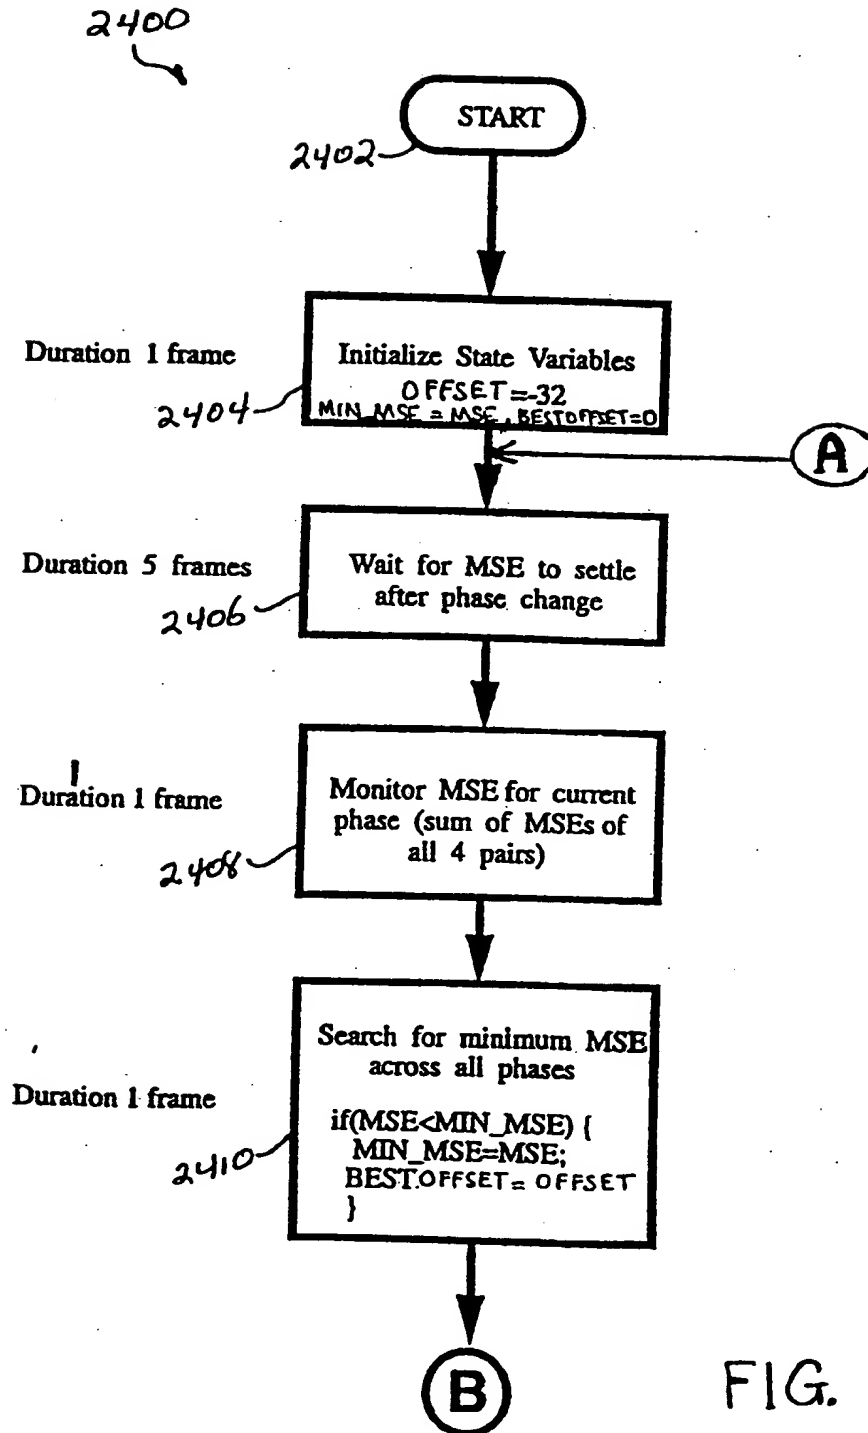 2400
START
2402
Duration 1 frame
Initialize State Variables
OFFSET=-32
MIN_MSE = MSE, BESTOFFSET=0
2404
A
Duration 5 frames
Wait for MSE to settle
after phase change
2406
Duration 1 frame
Monitor MSE for current
phase (sum of MSEs of
all 4 pairs)
2408
Search for minimum MSE
across all phases
Duration 1 frame
if(MSE<MIN_MSE) {
MIN_MSE=MSE;
BEST.OFFSET = OFFSET
}
2410
B
FIG.